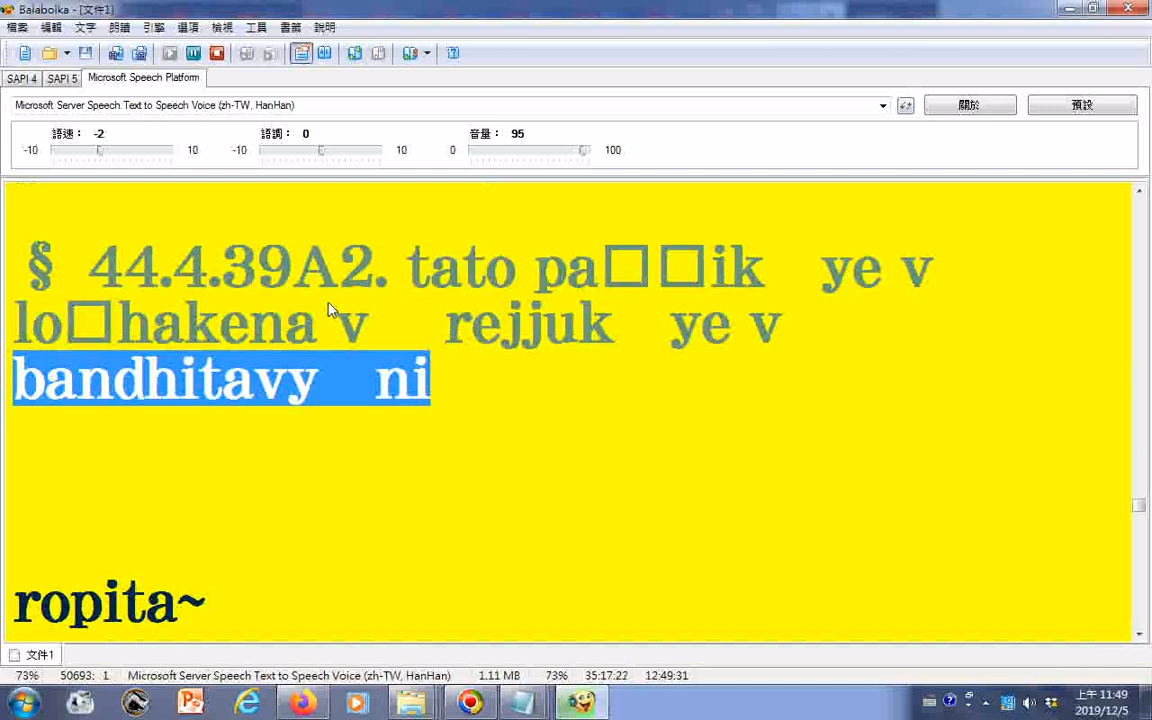 Balabolka - [文件1]
檔案 編輯 文字 朗讀 引擎 選項 檢視 工具 書籤 說明
SAPI 4 SAPI 5 Microsoft Speech Platform
Microsoft Server Speech Text to Speech Voice (zh-TW, HanHan) 關於 預設
語速： -2 語調： 0 音量： 95
-10 10 -10 10 0 100
§ 44.4.39A2. tato pa□□ik ye v
lo□hakena v rejjuk ye v
bandhitavy ni
ropita~
文件1
73% 50693: 1 Microsoft Server Speech Text to Speech Voice (zh-TW, HanHan) 1.11 MB 73% 35:17:22 12:49:31
上午 11:49
2019/12/5